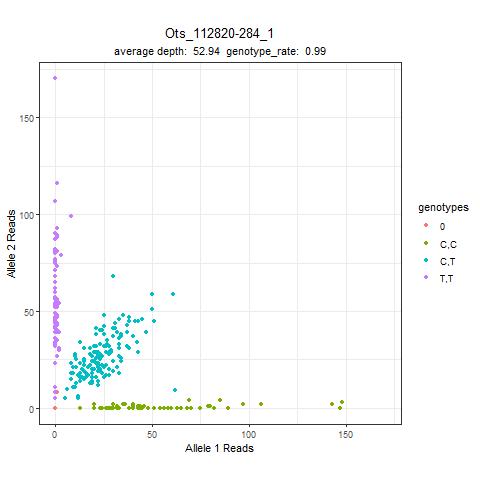 Ots_112820-284_1
average depth: 52.94 genotype_rate: 0.99
150
100
50
0
Allele 2 Reads
0
50
100
150
Allele 1 Reads
genotypes
0
C,C
C,T
T,T